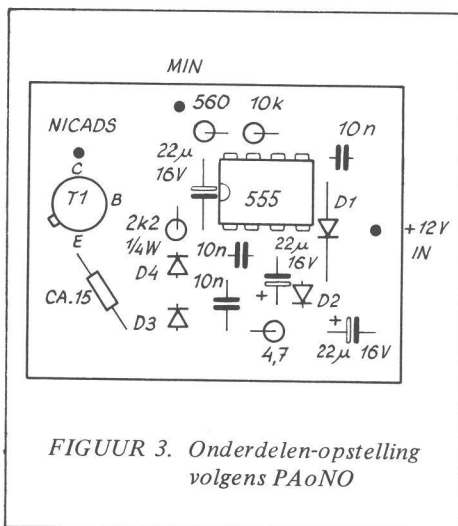 MIN
560 10k
NICADS
10n
22µ
16V
C
T1 B
E
555
D1
+12V
IN
2k2
1/4W
10n
22µ
16V
D4
10n
+
D2
CA.15
D3
4,7
+
22µ 16V
FIGUUR 3. Onderdelen-opstelling
volgens PAoNO